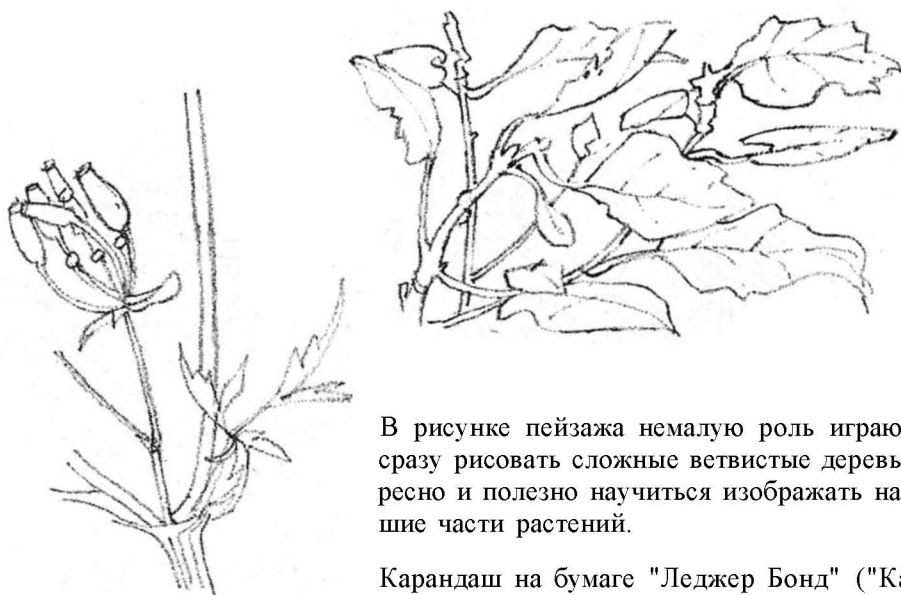 В рисунке пейзажа немалую роль играю
сразу рисовать сложные ветвистые деревь
ресно и полезно научиться изображать на
шие части растений.
Карандаш на бумаге "Леджер Бонд" ("Ка